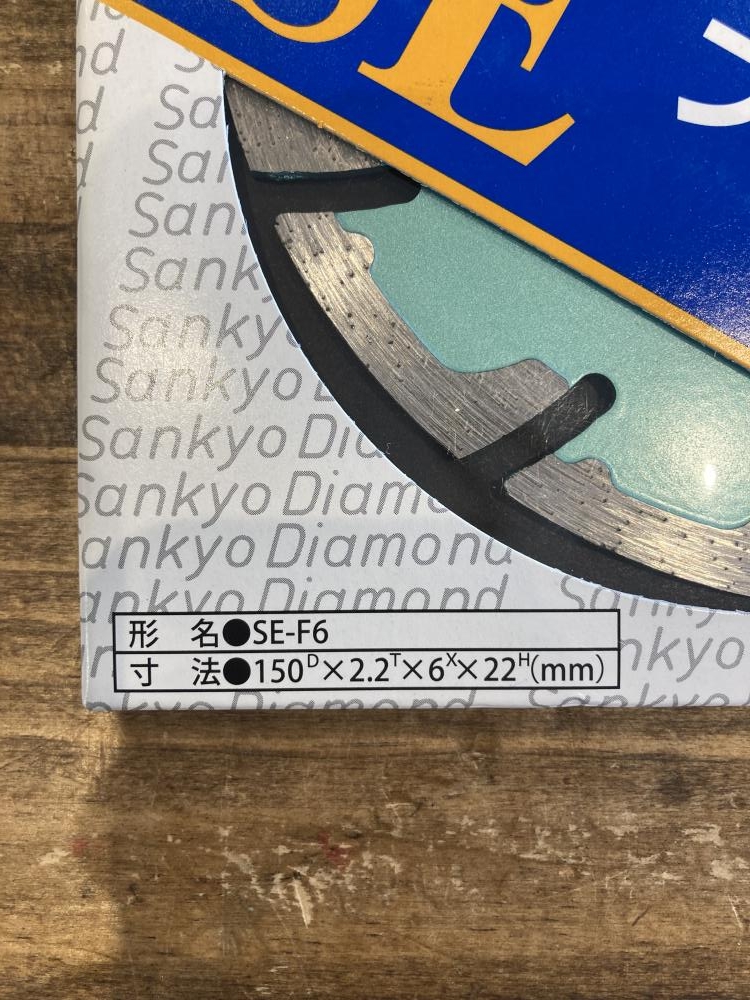 SE
Sankyo Diamond
形 名●SE-F6
寸 法●150ᴰ×2.2ᵀ×6ˣ×22ᴴ(mm)